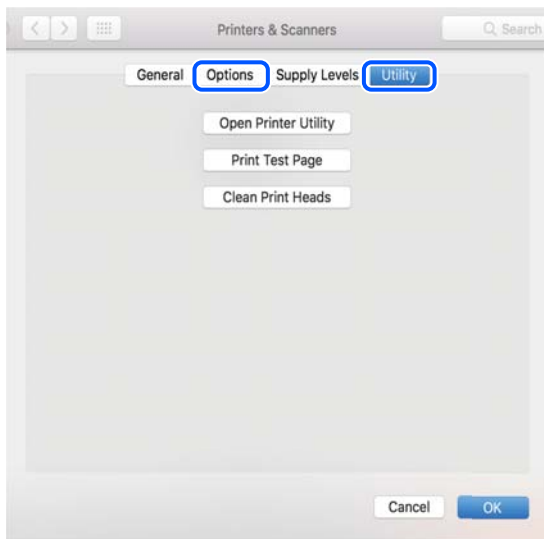 Printers & Scanners Search
General Options Supply Levels Utility
Open Printer Utility
Print Test Page
Clean Print Heads
Cancel OK